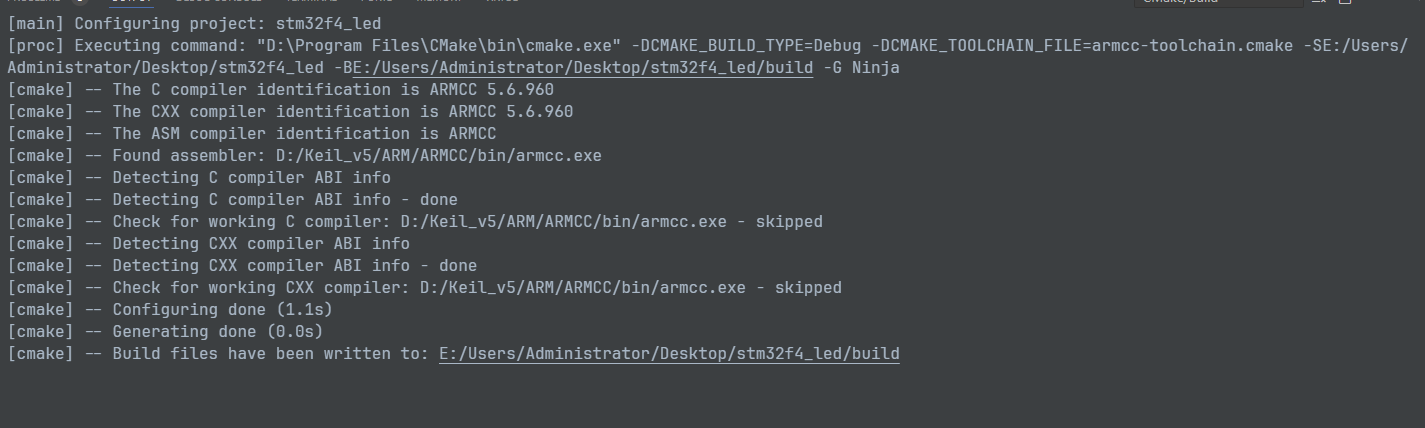 [main] Configuring project: stm32f4_led
[proc] Executing command: "D:\Program Files\CMake\bin\cmake.exe" -DCMAKE_BUILD_TYPE=Debug -DCMAKE_TOOLCHAIN_FILE=armcc-toolchain.cmake -SE:/Users/
Administrator/Desktop/stm32f4_led -BE:/Users/Administrator/Desktop/stm32f4_led/build -G Ninja
[cmake] -- The C compiler identification is ARMCC 5.6.960
[cmake] -- The CXX compiler identification is ARMCC 5.6.960
[cmake] -- The ASM compiler identification is ARMCC
[cmake] -- Found assembler: D:/Keil_v5/ARM/ARMCC/bin/armcc.exe
[cmake] -- Detecting C compiler ABI info
[cmake] -- Detecting C compiler ABI info - done
[cmake] -- Check for working C compiler: D:/Keil_v5/ARM/ARMCC/bin/armcc.exe - skipped
[cmake] -- Detecting CXX compiler ABI info
[cmake] -- Detecting CXX compiler ABI info - done
[cmake] -- Check for working CXX compiler: D:/Keil_v5/ARM/ARMCC/bin/armcc.exe - skipped
[cmake] -- Configuring done (1.1s)
[cmake] -- Generating done (0.0s)
[cmake] -- Build files have been written to: E:/Users/Administrator/Desktop/stm32f4_led/build